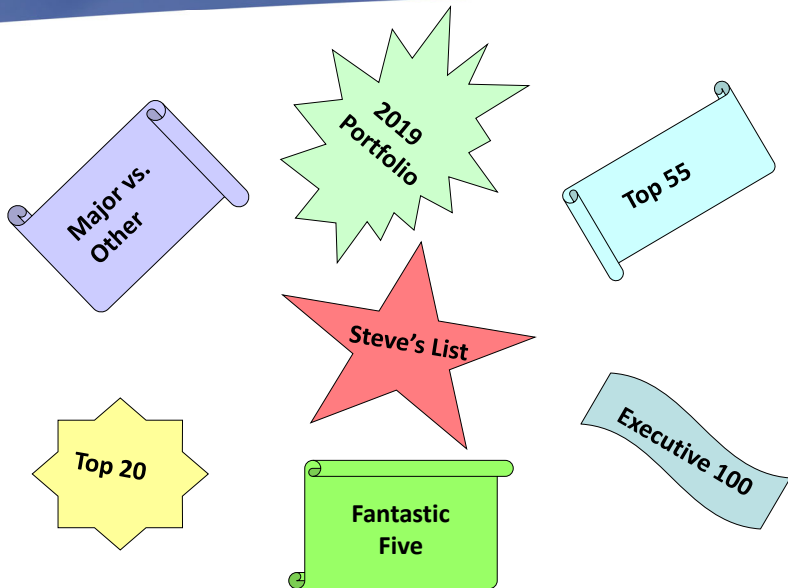 2019
Portfolio
Major vs.
Other
Top 55
Steve’s List
Top 20
Executive 100
Fantastic
Five